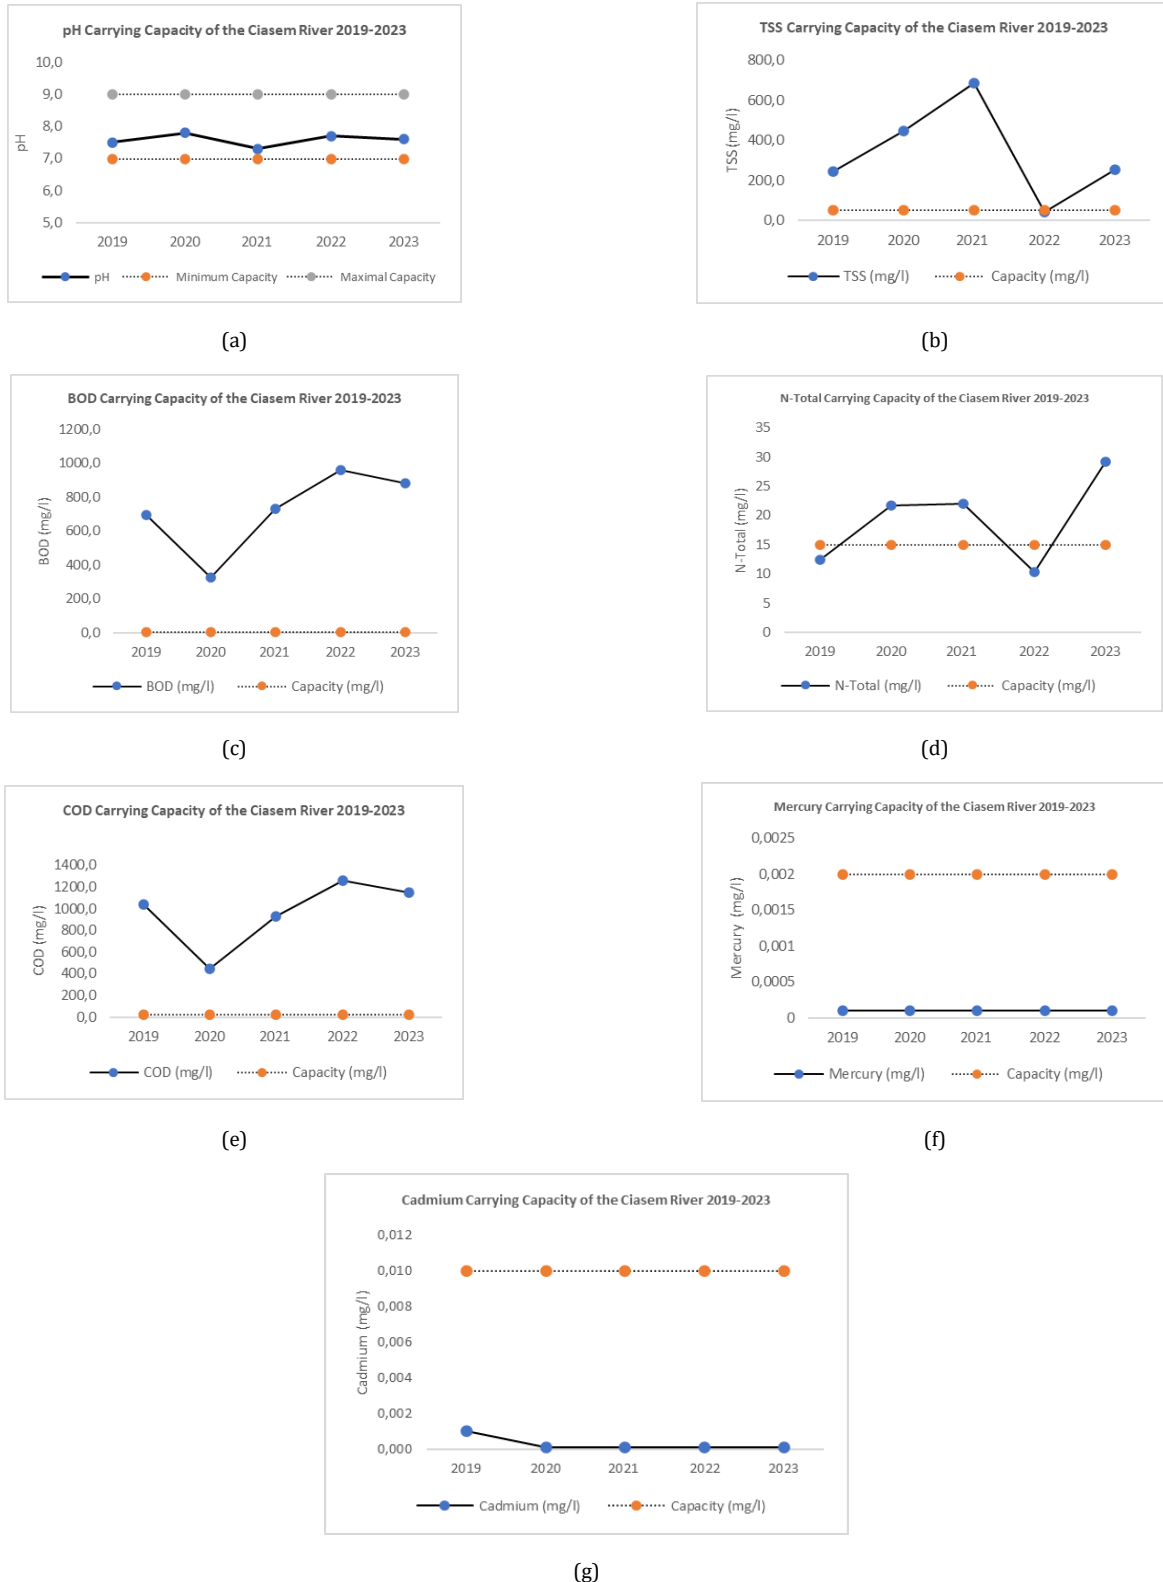 pH Carrying Capacity of the Ciasem River 2019-2023
10,0
9,0
8,0
7,0
6,0
5,0
pH
2019 2020 2021 2022 2023
pH Minimum Capacity Maximal Capacity
(a)
TSS Carrying Capacity of the Ciasem River 2019-2023
800,0
600,0
400,0
200,0
0,0
TSS (mg/l)
2019 2020 2021 2022 2023
TSS (mg/l) Capacity (mg/l)
(b)
BOD Carrying Capacity of the Ciasem River 2019-2023
1200,0
1000,0
800,0
600,0
400,0
200,0
0,0
BOD (mg/l)
2019 2020 2021 2022 2023
BOD (mg/l) Capacity (mg/l)
(c)
N-Total Carrying Capacity of the Ciasem River 2019-2023
35
30
25
20
15
10
5
0
N-Total (mg/l)
2019 2020 2021 2022 2023
N-Total (mg/l) Capacity (mg/l)
(d)
COD Carrying Capacity of the Ciasem River 2019-2023
1400,0
1200,0
1000,0
800,0
600,0
400,0
200,0
0,0
COD (mg/l)
2019 2020 2021 2022 2023
COD (mg/l) Capacity (mg/l)
(e)
Mercury Carrying Capacity of the Ciasem River 2019-2023
0,0025
0,002
0,0015
0,001
0,0005
0
Mercury (mg/l)
2019 2020 2021 2022 2023
Mercury (mg/l) Capacity (mg/l)
(f)
Cadmium Carrying Capacity of the Ciasem River 2019-2023
0,012
0,010
0,008
0,006
0,004
0,002
0,000
Cadmium (mg/l)
2019 2020 2021 2022 2023
Cadmium (mg/l) Capacity (mg/l)
(g)